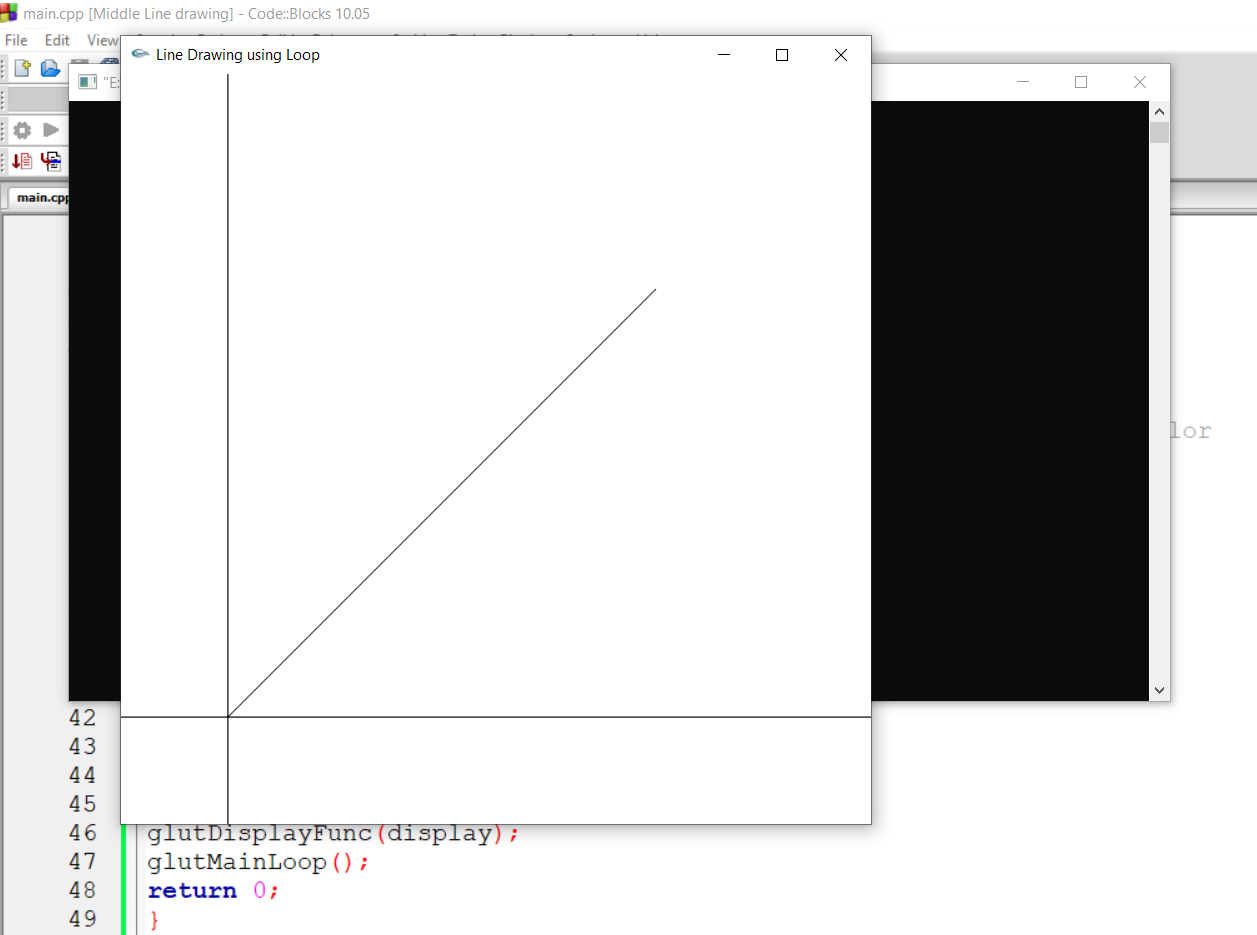 main.cpp [Middle Line drawing] - Code::Blocks 10.05
File Edit View
Line Drawing using Loop
"E
main.cpp
lor
42
43
44
45
46 glutDisplayFunc(display);
47 glutMainLoop();
48 return 0;
49 }